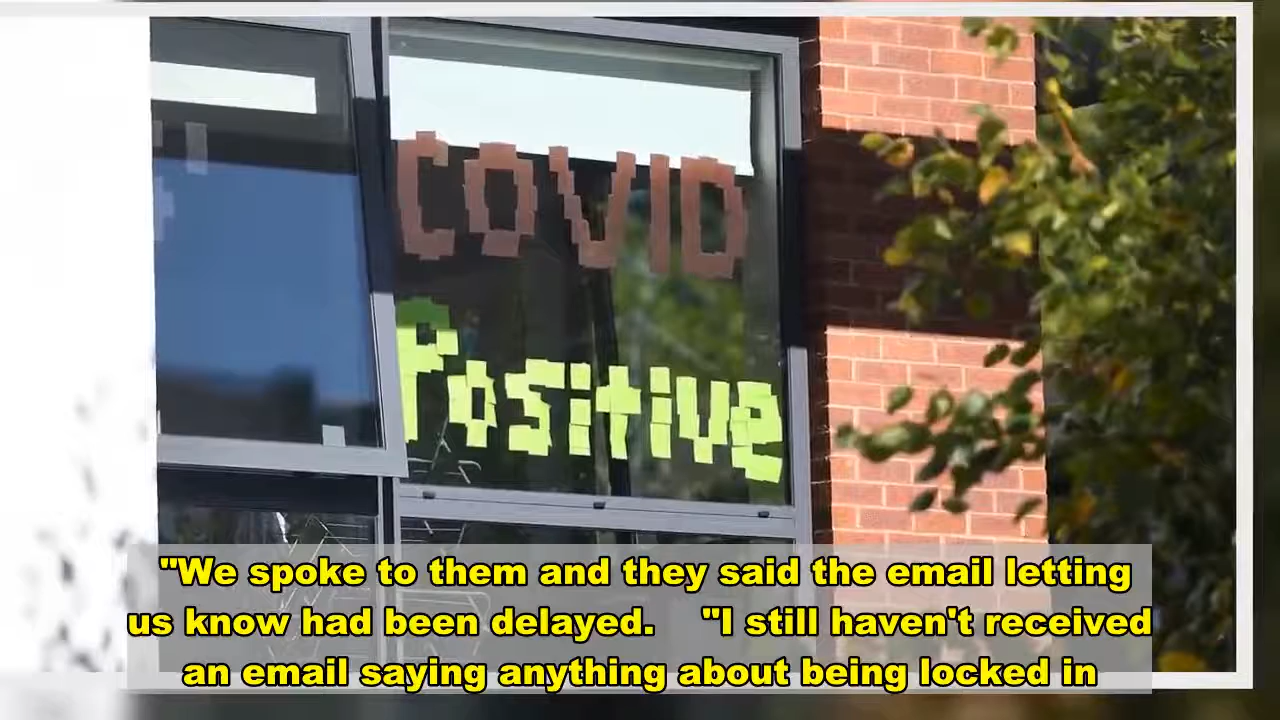 COVID
Positive
"We spoke to them and they said the email letting
us know had been delayed. "I still haven't received
an email saying anything about being locked in